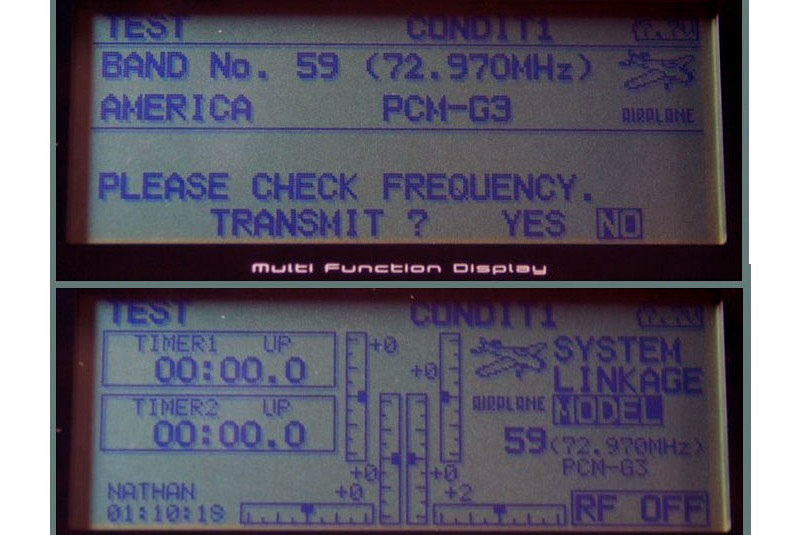 TEST CONDIT1
BAND No. 59 (72.970MHz)
AMERICA PCM-G3
AIRPLANE
PLEASE CHECK FREQUENCY.
TRANSMIT ? YES NO
Multi Function Display
TEST CONDIT1
TIMER1 UP
00:00.0
TIMER2 UP
00:00.0
NATHAN
01:10:18
+0
+0
+0
+0
+0
+2
AIRPLANE
SYSTEM
LINKAGE
MODEL
59(72.970MHz)
PCM-G3
RF OFF